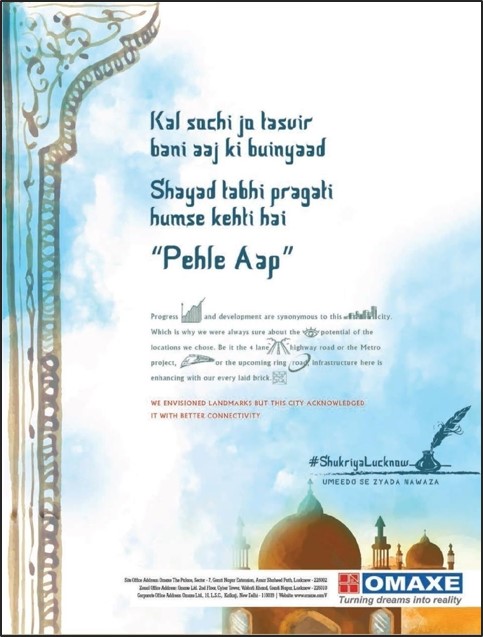 Kal sochi jo tasvir
bani aaj ki buinyaad
Shayad tabhi pragati
humse kehti hai
"Pehle Aap"
Progress and development are synonymous to this city.
Which is why we were always sure about the potential of the
locations we chose. Be it the 4 lane highway road or the Metro
project, or the upcoming ring road, infrastructure here is
enhancing with our every laid brick.
WE ENVISIONED LANDMARKS BUT THIS CITY ACKNOWLEDGED
IT WITH BETTER CONNECTIVITY
#ShukriyaLucknow
UMEEDO SE ZYADA NAWAZA
Site Office Address: Omaxe The Palace, Sector - 7, Gomti Nagar Extension, Amar Shaheed Path, Lucknow - 226002
Zonal Office Address: Omaxe Ltd. 2nd Floor, Cyber Tower, Vibhuti Khand, Gomti Nagar, Lucknow - 226010
Corporate Office Address: Omaxe Ltd., 10, L.S.C., Kalkaji, New Delhi - 110019 | Website: www.omaxe.com
OMAXE
Turning dreams into reality